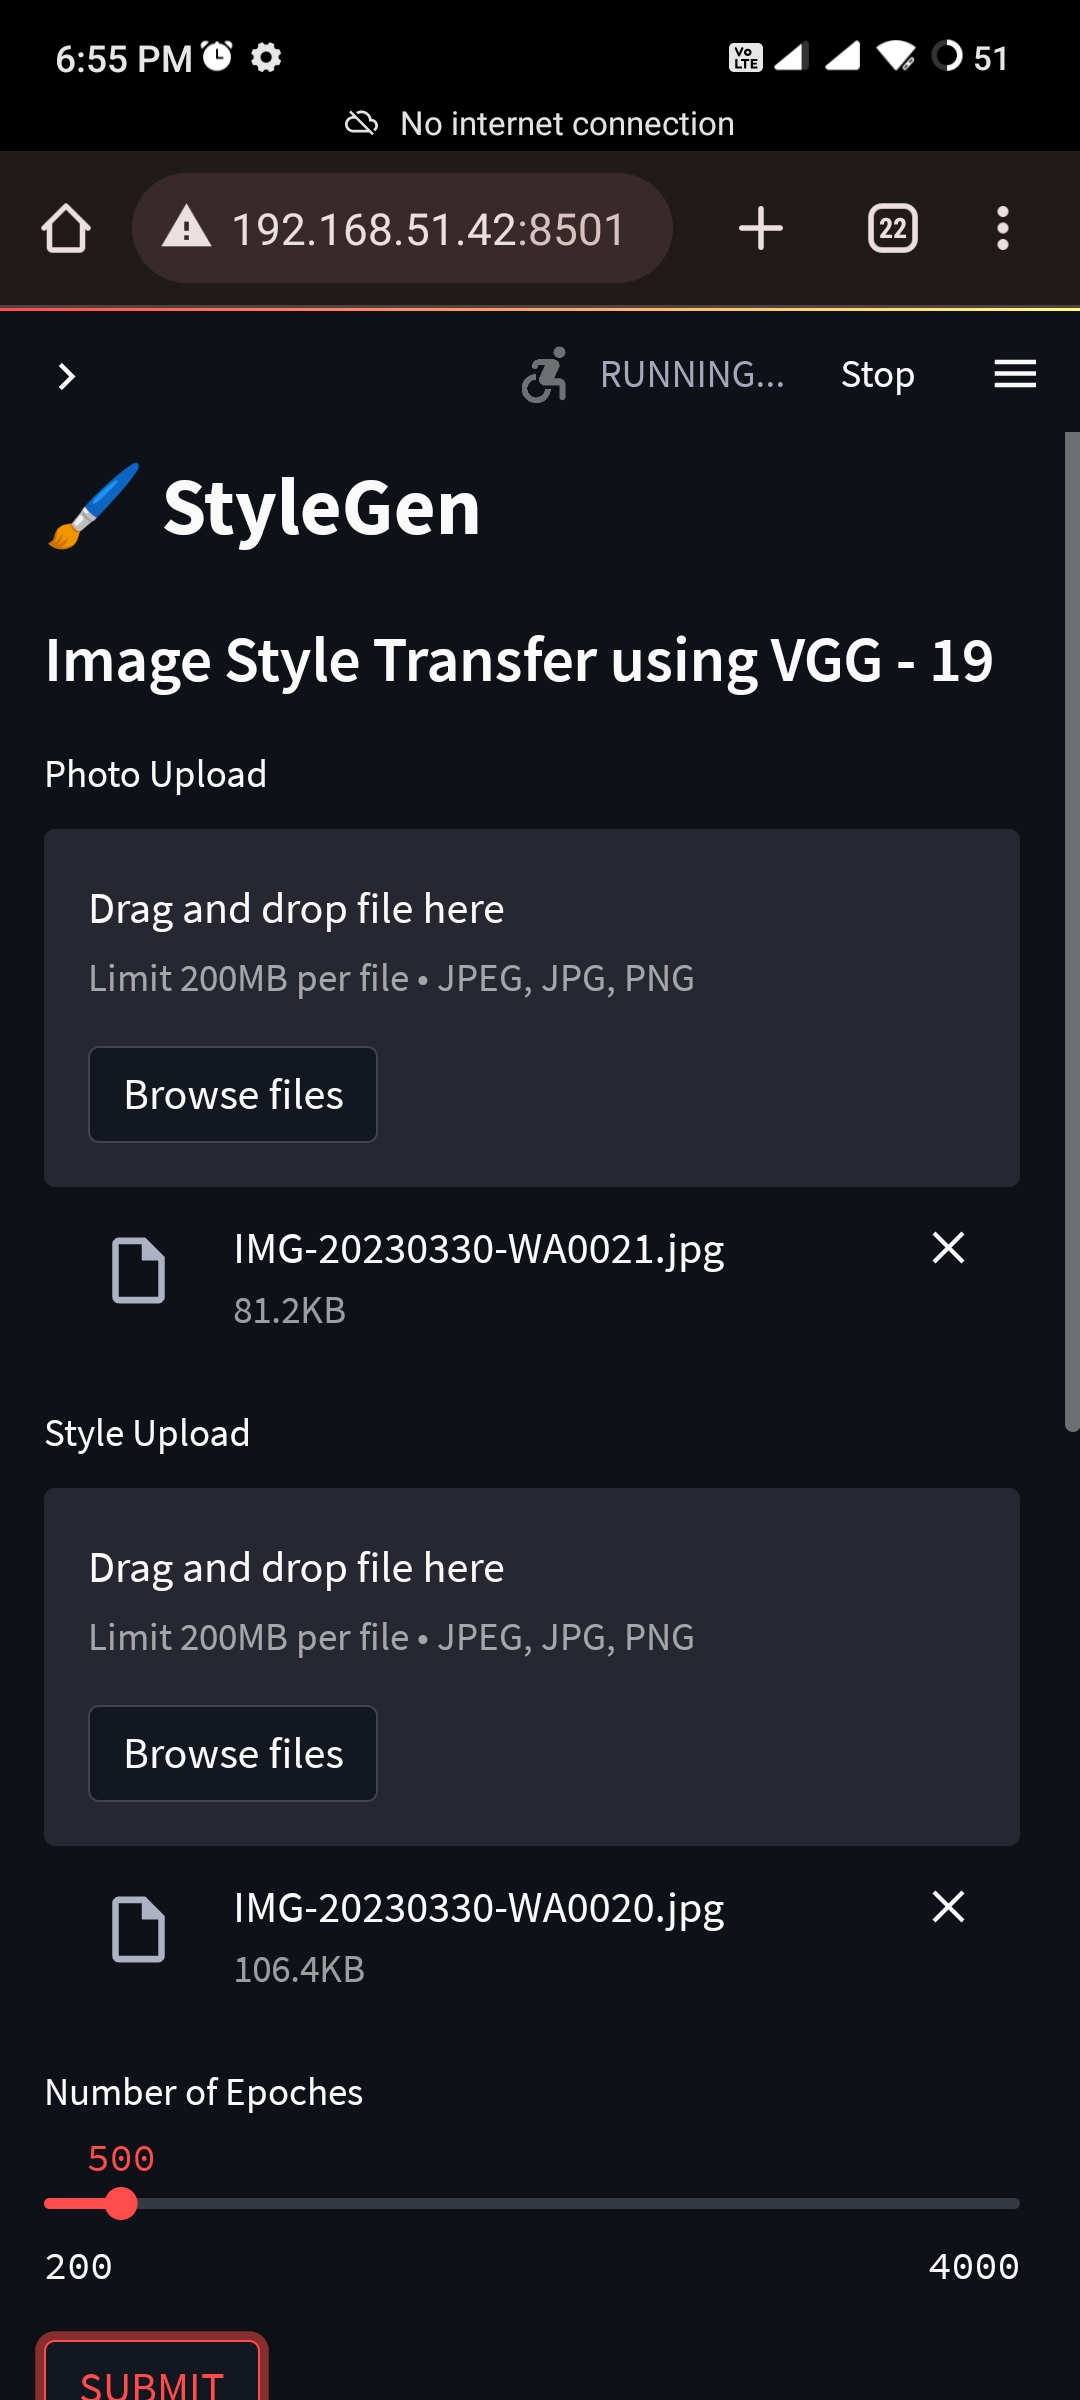 6:55 PM
Vo LTE
51
No internet connection
192.168.51.42:8501
22
RUNNING...
Stop
StyleGen
Image Style Transfer using VGG - 19
Photo Upload
Drag and drop file here
Limit 200MB per file • JPEG, JPG, PNG
Browse files
IMG-20230330-WA0021.jpg
81.2KB
Style Upload
Drag and drop file here
Limit 200MB per file • JPEG, JPG, PNG
Browse files
IMG-20230330-WA0020.jpg
106.4KB
Number of Epoches
500
200
4000
SUBMIT